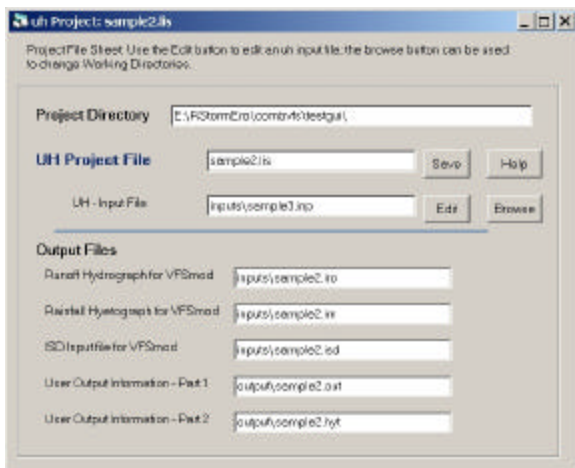 uh Project: sample2.lis
Project File Sheet Use the Edit button to edit an uh input file, the browse button can be used
to change Working Directories.
Project Directory
E:\RStormEra\combvfs\testgui\
UH Project File
sample2.lis
Save
Help
UH - Input File
inputs\sample3.inp
Edit
Browse
Output Files
Runoff Hydrograph for VFSmod
inputs\sample2.iro
Rainfall Hyetograph for VFSmod
inputs\sample2.irn
ISD Inputfile for VFSmod
inputs\sample2.isd
User Output Information - Part 1
output\sample2.out
User Output Information - Part 2
output\sample2.hyt